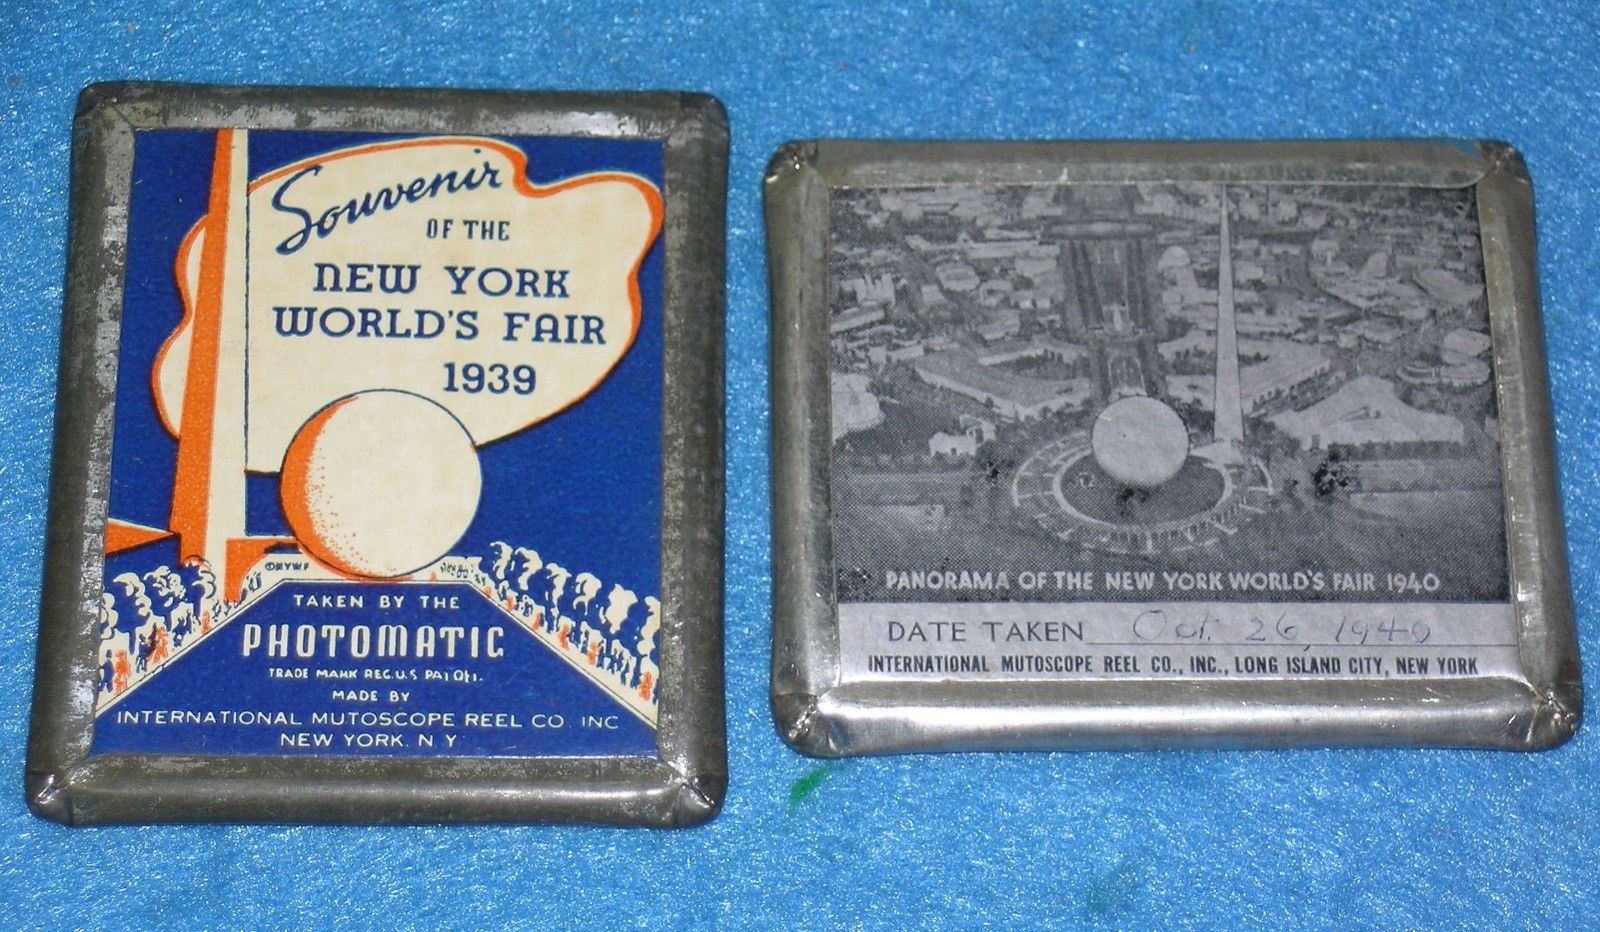 Souvenir
OF THE
NEW YORK
WORLD'S FAIR
1939
©NYWF
TAKEN BY THE
PHOTOMATIC
TRADE MARK REG. U.S. PAT. OFF.
MADE BY
INTERNATIONAL MUTOSCOPE REEL CO. INC
NEW YORK. N Y
PANORAMA OF THE NEW YORK WORLD'S FAIR 1940
DATE TAKEN Oct. 26, 1940
INTERNATIONAL MUTOSCOPE REEL CO., INC., LONG ISLAND CITY, NEW YORK